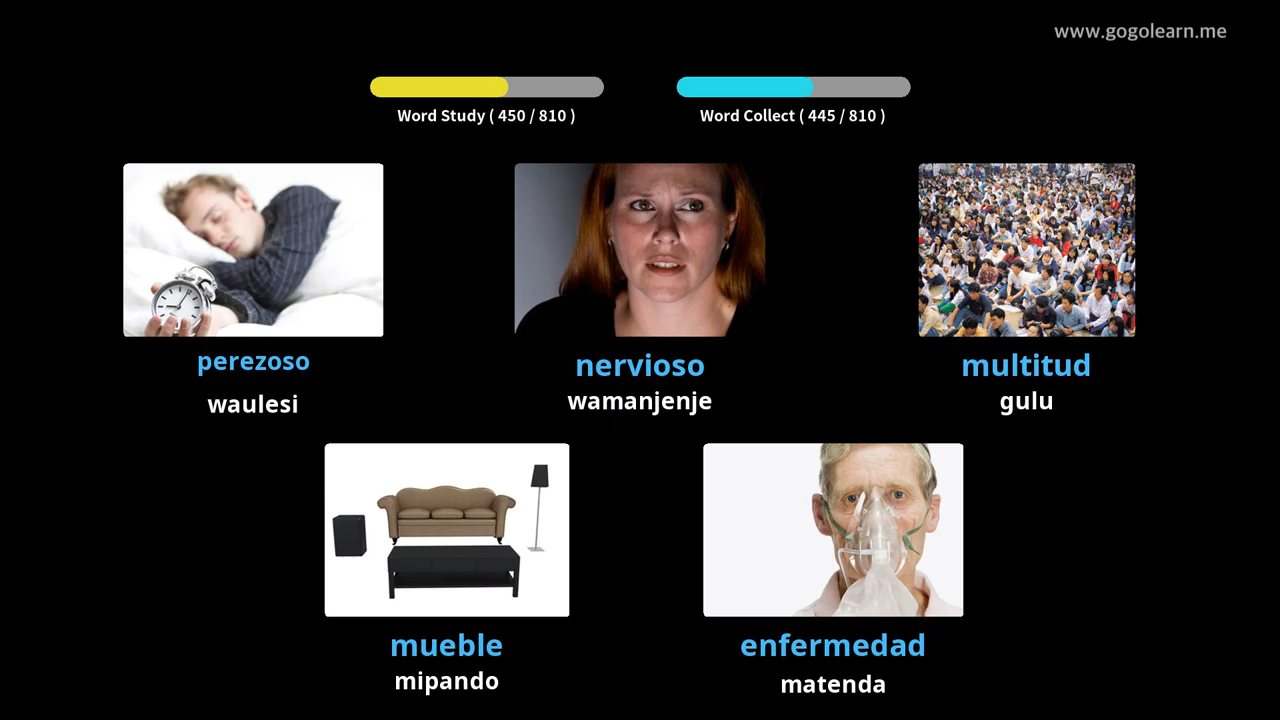 www.gogolearn.me
Word Study ( 450 / 810 )
Word Collect ( 445 / 810 )
perezoso
waulesi
nervioso
wamanjenje
multitud
gulu
mueble
mipando
enfermedad
matenda